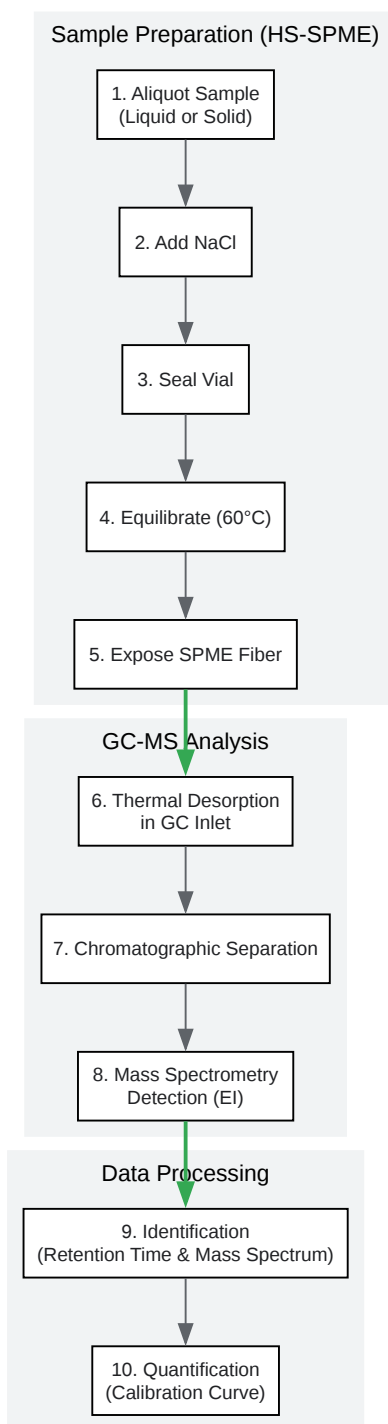 Sample Preparation (HS-SPME)
1. Aliquot Sample
(Liquid or Solid)
2. Add NaCl
3. Seal Vial
4. Equilibrate (60°C)
5. Expose SPME Fiber
GC-MS Analysis
6. Thermal Desorption
in GC Inlet
7. Chromatographic Separation
8. Mass Spectrometry
Detection (EI)
Data Processing
9. Identification
(Retention Time & Mass Spectrum)
10. Quantification
(Calibration Curve)